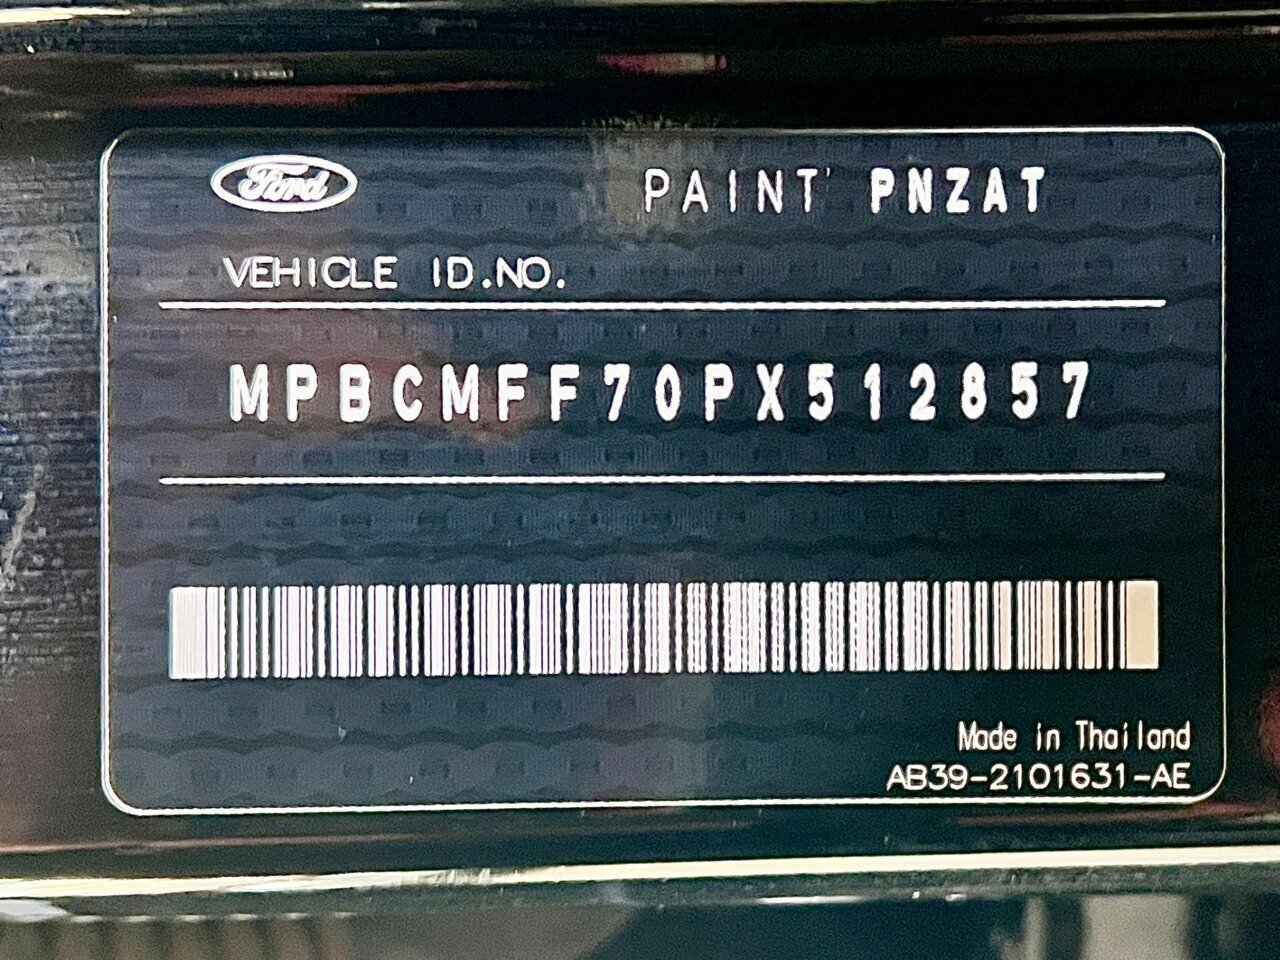 Ford
PAINT PNZAT
VEHICLE ID.NO.
MPBCMFF70PX512857
Made in Thailand
AB39-2101631-AE